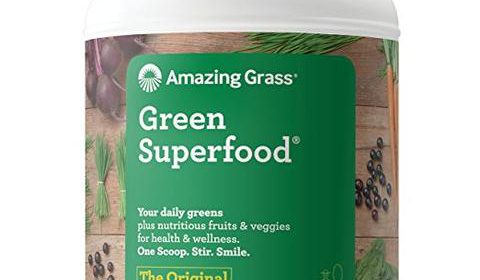 Amazing Grass®
Green
Superfood®
Your daily greens
plus nutritious fruits & veggies
for health & wellness.
One Scoop. Stir. Smile.
The Original